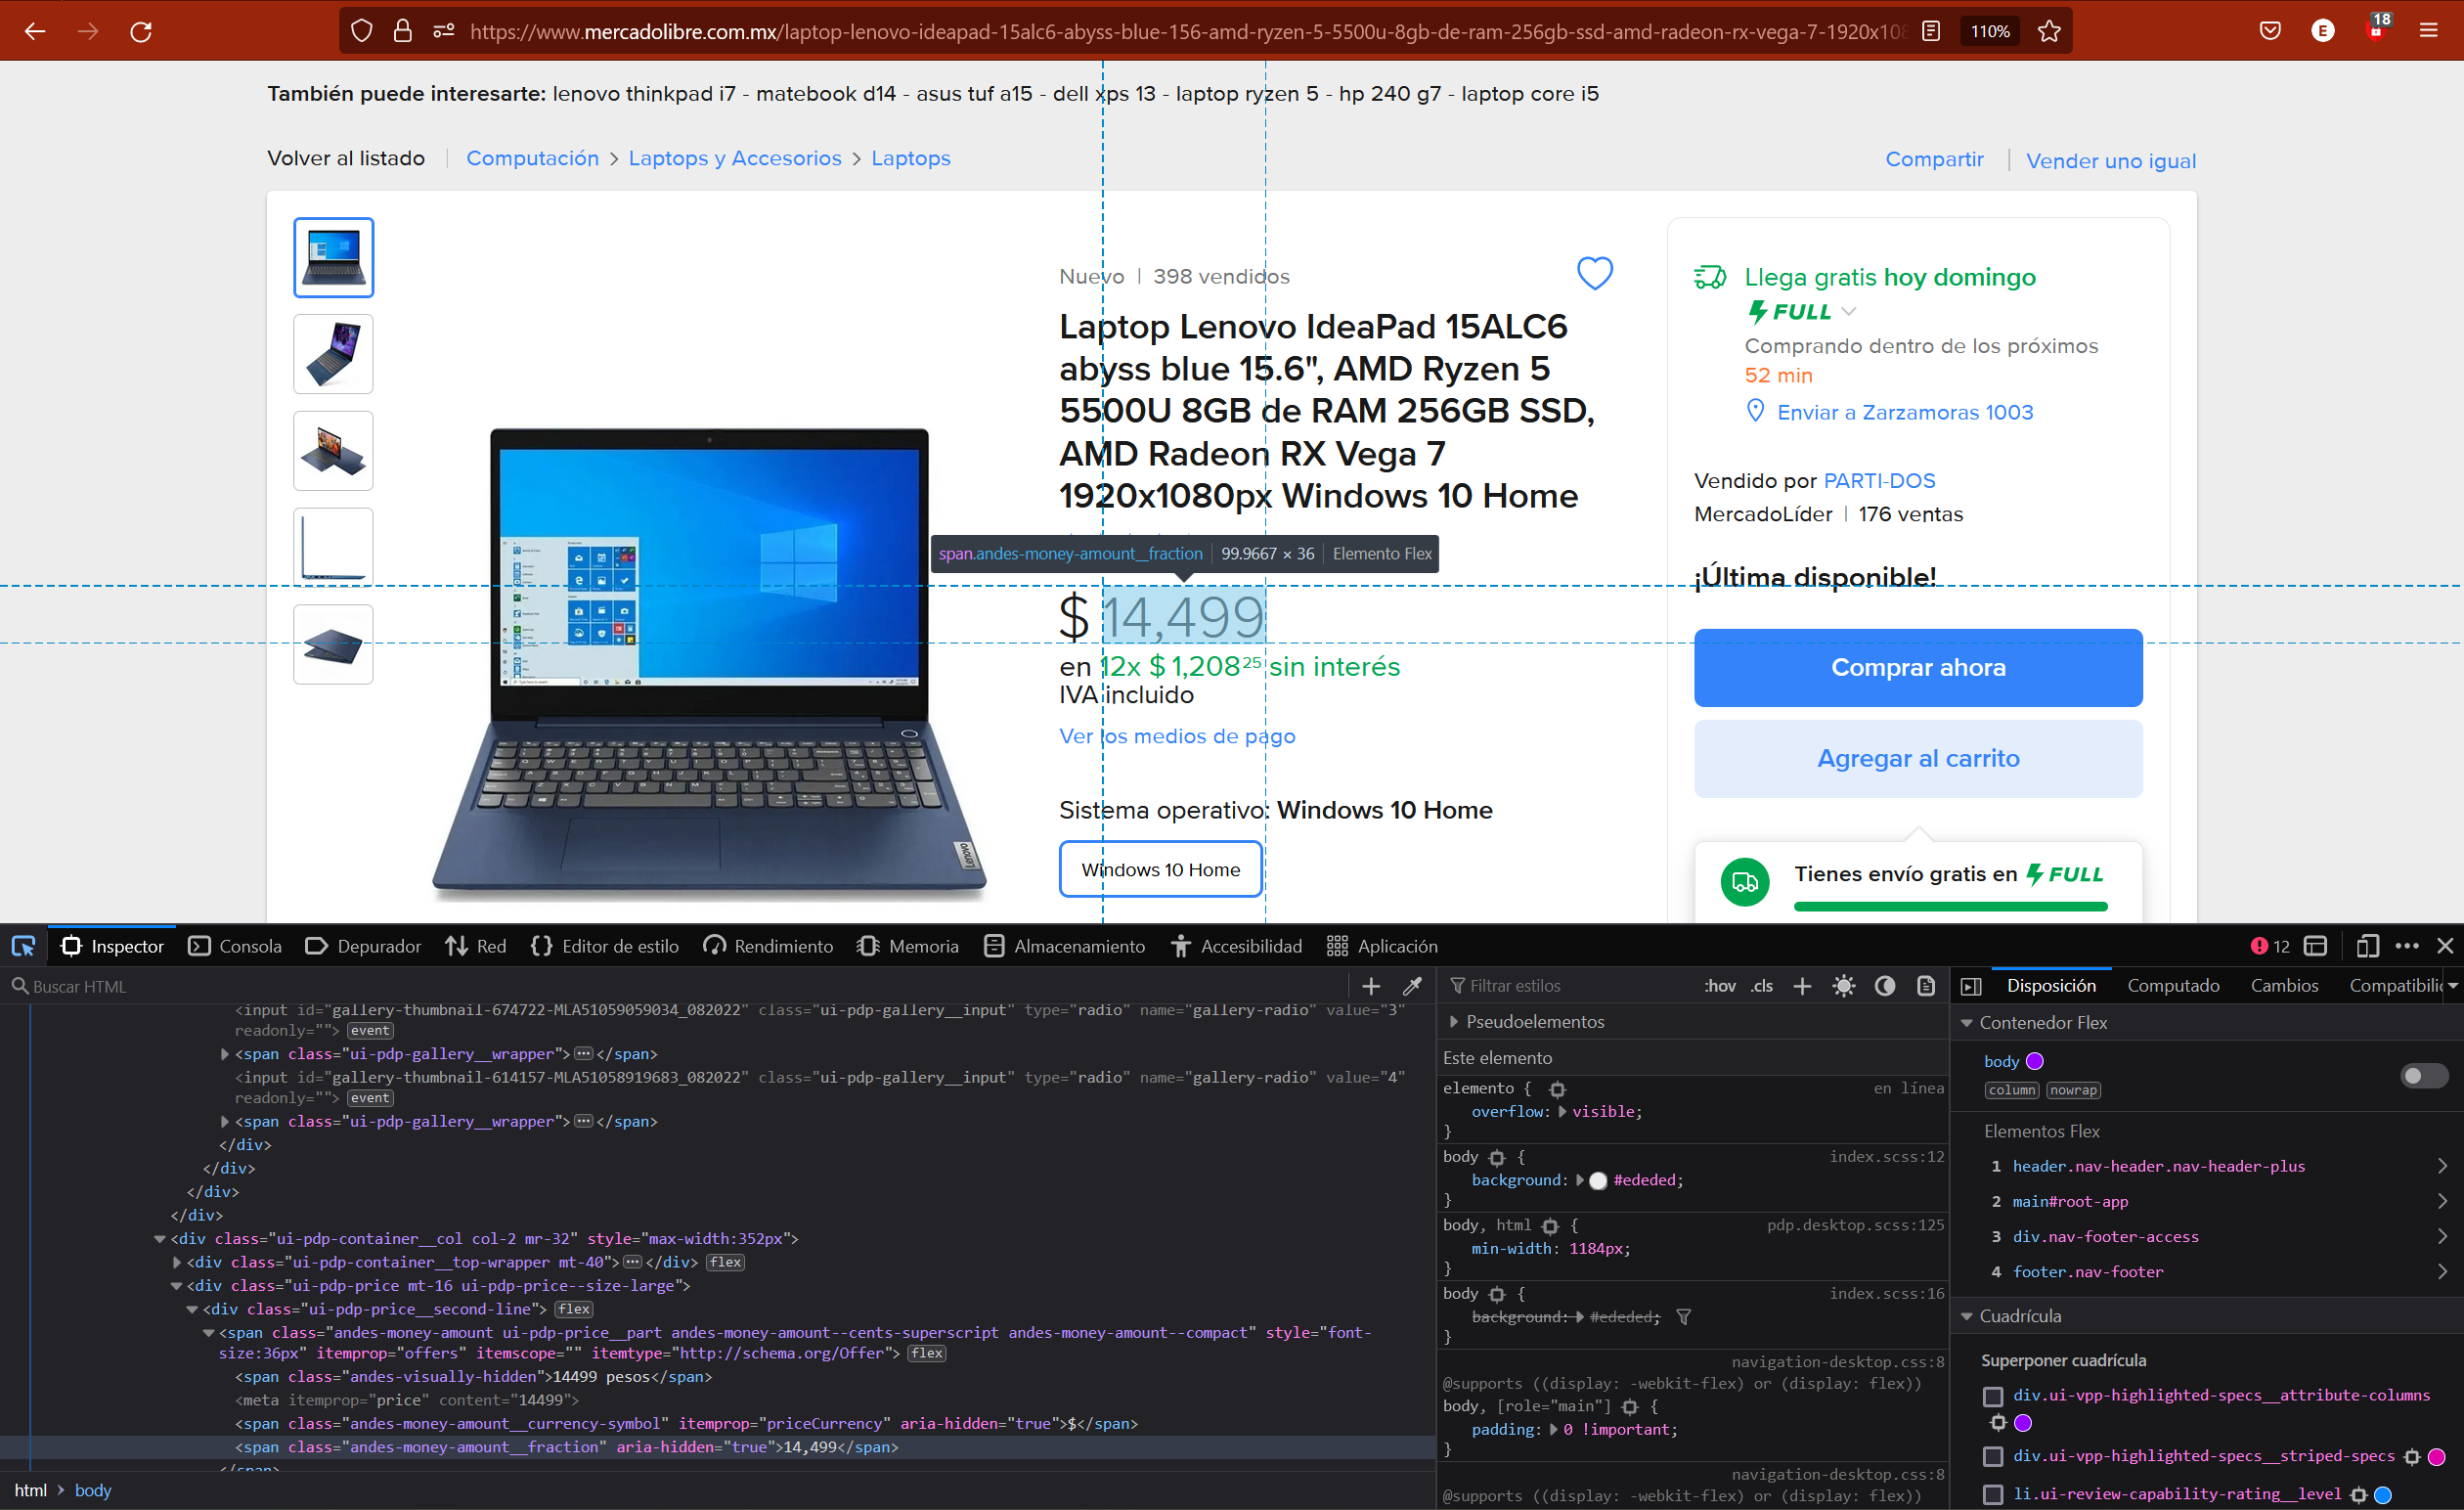 https://www.mercadolibre.com.mx/laptop-lenovo-ideapad-15alc6-abyss-blue-156-amd-ryzen-5-5500u-8gb-de-ram-256gb-ssd-amd-radeon-rx-vega-7-1920x108
110%
E
18
También puede interesarte: lenovo thinkpad i7 - matebook d14 - asus tuf a15 - dell xps 13 - laptop ryzen 5 - hp 240 g7 - laptop core i5
Volver al listado
Computación > Laptops y Accesorios > Laptops
Compartir | Vender uno igual
Nuevo | 398 vendidos
Laptop Lenovo IdeaPad 15ALC6
abyss blue 15.6", AMD Ryzen 5
5500U 8GB de RAM 256GB SSD,
AMD Radeon RX Vega 7
1920x1080px Windows 10 Home
span.andes-money-amount__fraction | 99.9667 × 36 | Elemento Flex
$ 14,499
en 12x $ 1,208 25 sin interés
IVA incluido
Ver los medios de pago
Sistema operativo: Windows 10 Home
Windows 10 Home
Lenovo
Llega gratis hoy domingo
FULL
Comprando dentro de los próximos
52 min
Enviar a Zarzamoras 1003
Vendido por PARTI-DOS
MercadoLíder | 176 ventas
¡Última disponible!
Comprar ahora
Agregar al carrito
Tienes envío gratis en FULL
Inspector Consola Depurador Red Editor de estilo Rendimiento Memoria Almacenamiento Accesibilidad Aplicación
12
Buscar HTML
<input id="gallery-thumbnail-674722-MLA51059059034_082022" class="ui-pdp-gallery__input" type="radio" name="gallery-radio" value="3"
readonly=""> event
<span class="ui-pdp-gallery__wrapper"></span>
<input id="gallery-thumbnail-614157-MLA51058919683_082022" class="ui-pdp-gallery__input" type="radio" name="gallery-radio" value="4"
readonly=""> event
<span class="ui-pdp-gallery__wrapper"></span>
</div>
</div>
</div>
</div>
<div class="ui-pdp-container__col col-2 mr-32" style="max-width:352px">
<div class="ui-pdp-container__top-wrapper mt-40"></div> flex
<div class="ui-pdp-price mt-16 ui-pdp-price--size-large">
<div class="ui-pdp-price__second-line"> flex
<span class="andes-money-amount ui-pdp-price__part andes-money-amount--cents-superscript andes-money-amount--compact" style="font-
size:36px" itemprop="offers" itemscope="" itemtype="http://schema.org/Offer"> flex
<span class="andes-visually-hidden">14499 pesos</span>
<meta itemprop="price" content="14499">
<span class="andes-money-amount__currency-symbol" itemprop="priceCurrency" aria-hidden="true">$</span>
<span class="andes-money-amount__fraction" aria-hidden="true">14,499</span>
</span>
html > body
Filtrar estilos
:hov .cls
Pseudoelementos
Este elemento
elemento { en línea
overflow: visible;
}
body { index.scss:12
background: #ededed;
}
body, html { pdp.desktop.scss:125
min-width: 1184px;
}
body { index.scss:16
background: #ededed;
}
navigation-desktop.css:8
@supports ((display: -webkit-flex) or (display: flex))
body, [role="main"] {
padding: 0 !important;
}
navigation-desktop.css:8
@supports ((display: -webkit-flex) or (display: flex))
Disposición Computado Cambios Compatibilid
Contenedor Flex
body
column nowrap
Elementos Flex
1 header.nav-header.nav-header-plus
2 main#root-app
3 div.nav-footer-access
4 footer.nav-footer
Cuadrícula
Superponer cuadrícula
div.ui-vpp-highlighted-specs__attribute-columns
div.ui-vpp-highlighted-specs__striped-specs
li.ui-review-capability-rating__level